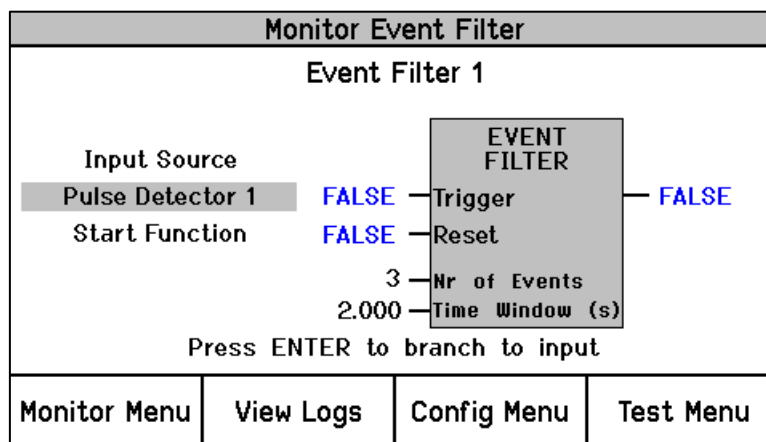 Monitor Event Filter
Event Filter 1
EVENT
FILTER
Input Source
Pulse Detector 1 FALSE Trigger FALSE
Start Function FALSE Reset
3 Nr of Events
2.000 Time Window (s)
Press ENTER to branch to input
Monitor Menu View Logs Config Menu Test Menu